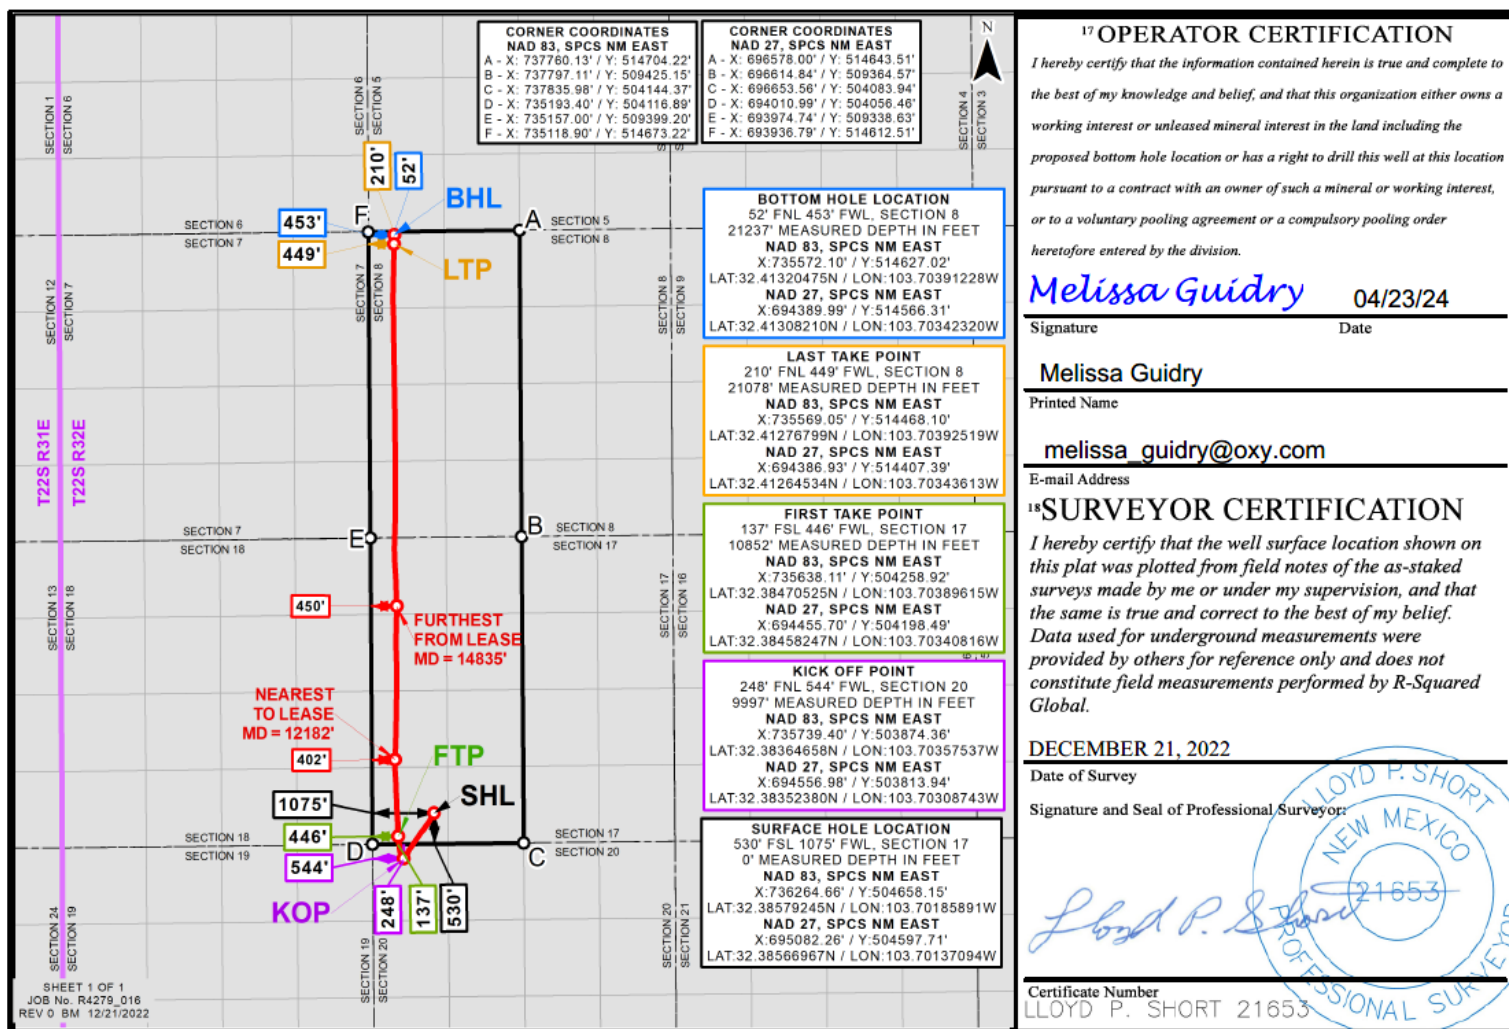 CORNER COORDINATES
NAD 83, SPCS NM EAST
A - X: 737760.13' / Y: 514704.22'
B - X: 737797.11' / Y: 509425.15'
C - X: 737835.98' / Y: 504144.37'
D - X: 735193.40' / Y: 504116.89'
E - X: 735157.00' / Y: 509399.20'
F - X: 735118.90' / Y: 514673.22'
CORNER COORDINATES
NAD 27, SPCS NM EAST
A - X: 696578.00' / Y: 514643.51'
B - X: 696614.84' / Y: 509364.57'
C - X: 696653.56' / Y: 504083.94'
D - X: 694010.99' / Y: 504056.46'
E - X: 693974.74' / Y: 509338.63'
F - X: 693936.79' / Y: 514612.51'
N
SECTION 1
SECTION 6
SECTION 6
SECTION 5
SECTION 4
SECTION 3
210'
52'
BHL
453'
F
A
SECTION 6
SECTION 7
SECTION 5
SECTION 8
449'
LTP
SECTION 12
SECTION 7
SECTION 7
SECTION 8
SECTION 8
SECTION 9
T22S R31E
T22S R32E
SECTION 7
SECTION 18
E
B
SECTION 8
SECTION 17
SECTION 13
SECTION 18
SECTION 17
SECTION 16
450'
FURTHEST
FROM LEASE
MD = 14835'
NEAREST
TO LEASE
MD = 12182'
402'
FTP
SHL
1075'
446'
SECTION 18
SECTION 19
D
C
SECTION 17
SECTION 20
544'
KOP
248'
137'
530'
SECTION 24
SECTION 19
SECTION 19
SECTION 20
SECTION 20
SECTION 21
SHEET 1 OF 1
JOB No. R4279_016
REV 0 BM 12/21/2022
BOTTOM HOLE LOCATION
52' FNL 453' FWL, SECTION 8
21237' MEASURED DEPTH IN FEET
NAD 83, SPCS NM EAST
X:735572.10' / Y:514627.02'
LAT:32.41320475N / LON:103.70391228W
NAD 27, SPCS NM EAST
X:694389.99' / Y:514566.31'
LAT:32.41308210N / LON:103.70342320W
LAST TAKE POINT
210' FNL 449' FWL, SECTION 8
21078' MEASURED DEPTH IN FEET
NAD 83, SPCS NM EAST
X:735569.05' / Y:514468.10'
LAT:32.41276799N / LON:103.70392519W
NAD 27, SPCS NM EAST
X:694386.93' / Y:514407.39'
LAT:32.41264534N / LON:103.70343613W
FIRST TAKE POINT
137' FSL 446' FWL, SECTION 17
10852' MEASURED DEPTH IN FEET
NAD 83, SPCS NM EAST
X:735638.11' / Y:504258.92'
LAT:32.38470525N / LON:103.70389615W
NAD 27, SPCS NM EAST
X:694455.70' / Y:504198.49'
LAT:32.38458247N / LON:103.70340816W
KICK OFF POINT
248' FNL 544' FWL, SECTION 20
9997' MEASURED DEPTH IN FEET
NAD 83, SPCS NM EAST
X:735739.40' / Y:503874.36'
LAT:32.38364658N / LON:103.70357537W
NAD 27, SPCS NM EAST
X:694556.98' / Y:503813.94'
LAT:32.38352380N / LON:103.70308743W
SURFACE HOLE LOCATION
530' FSL 1075' FWL, SECTION 17
0' MEASURED DEPTH IN FEET
NAD 83, SPCS NM EAST
X:736264.66' / Y:504658.15'
LAT:32.38579245N / LON:103.70185891W
NAD 27, SPCS NM EAST
X:695082.26' / Y:504597.71'
LAT:32.38566967N / LON:103.70137094W
17 OPERATOR CERTIFICATION
I hereby certify that the information contained herein is true and complete to
the best of my knowledge and belief, and that this organization either owns a
working interest or unleased mineral interest in the land including the
proposed bottom hole location or has a right to drill this well at this location
pursuant to a contract with an owner of such a mineral or working interest,
or to a voluntary pooling agreement or a compulsory pooling order
heretofore entered by the division.
Melissa Guidry 04/23/24
Signature Date
Melissa Guidry
Printed Name
melissa_guidry@oxy.com
E-mail Address
18 SURVEYOR CERTIFICATION
I hereby certify that the well surface location shown on
this plat was plotted from field notes of the as-staked
surveys made by me or under my supervision, and that
the same is true and correct to the best of my belief.
Data used for underground measurements were
provided by others for reference only and does not
constitute field measurements performed by R-Squared
Global.
DECEMBER 21, 2022
Date of Survey
Signature and Seal of Professional Surveyor:
LLOYD P. SHORT
NEW MEXICO
21653
PROFESSIONAL SURVEYOR
Lloyd P. Short
Certificate Number
LLOYD P. SHORT 21653